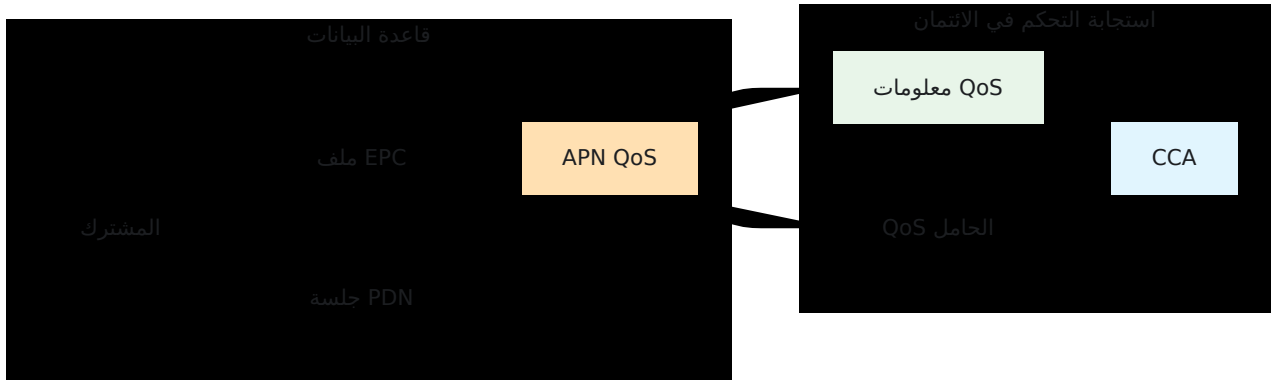 قاعدة البيانات
ملف EPC
APN QoS
المشترك
جلسة PDN
استجابة التحكم في الائتمان
معلومات QoS
CCA
الحامل QoS